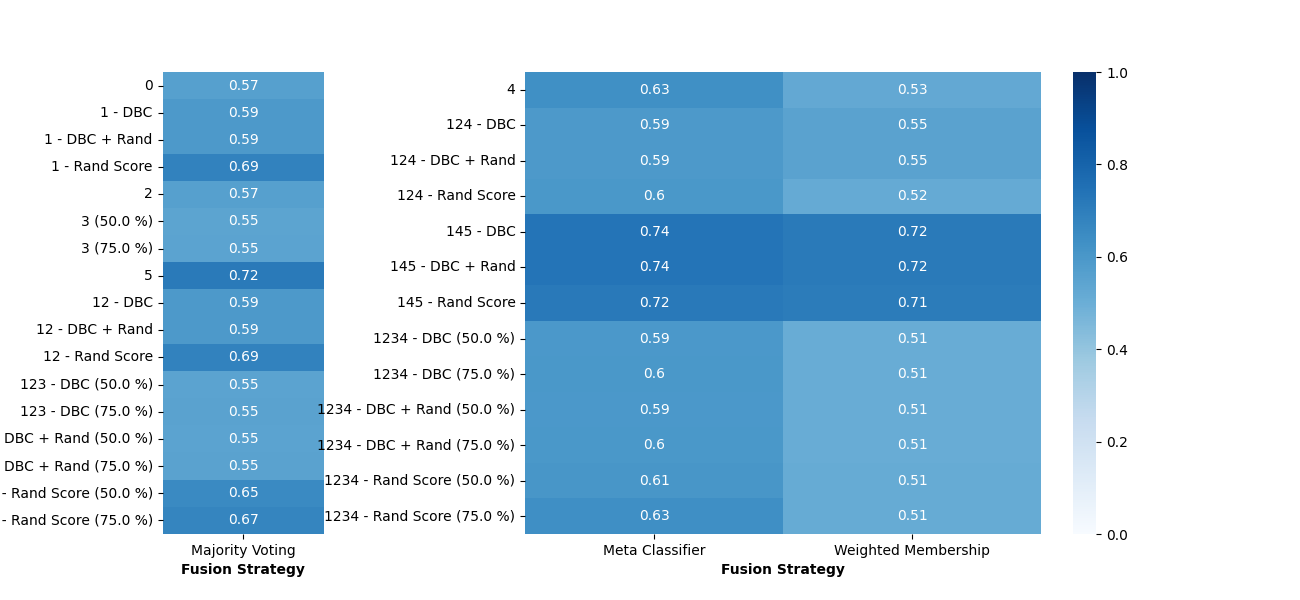 0 0.57
1 - DBC 0.59
1 - DBC + Rand 0.59
1 - Rand Score 0.69
2 0.57
3 (50.0 %) 0.55
3 (75.0 %) 0.55
5 0.72
12 - DBC 0.59
12 - DBC + Rand 0.59
12 - Rand Score 0.69
123 - DBC (50.0 %) 0.55
123 - DBC (75.0 %) 0.55
DBC + Rand (50.0 %) 0.55
DBC + Rand (75.0 %) 0.55
- Rand Score (50.0 %) 0.65
- Rand Score (75.0 %) 0.67
Majority Voting
Fusion Strategy
4 0.63 0.53
124 - DBC 0.59 0.55
124 - DBC + Rand 0.59 0.55
124 - Rand Score 0.6 0.52
145 - DBC 0.74 0.72
145 - DBC + Rand 0.74 0.72
145 - Rand Score 0.72 0.71
1234 - DBC (50.0 %) 0.59 0.51
1234 - DBC (75.0 %) 0.6 0.51
1234 - DBC + Rand (50.0 %) 0.59 0.51
1234 - DBC + Rand (75.0 %) 0.6 0.51
1234 - Rand Score (50.0 %) 0.61 0.51
1234 - Rand Score (75.0 %) 0.63 0.51
Meta Classifier Weighted Membership
Fusion Strategy
1.0
0.8
0.6
0.4
0.2
0.0